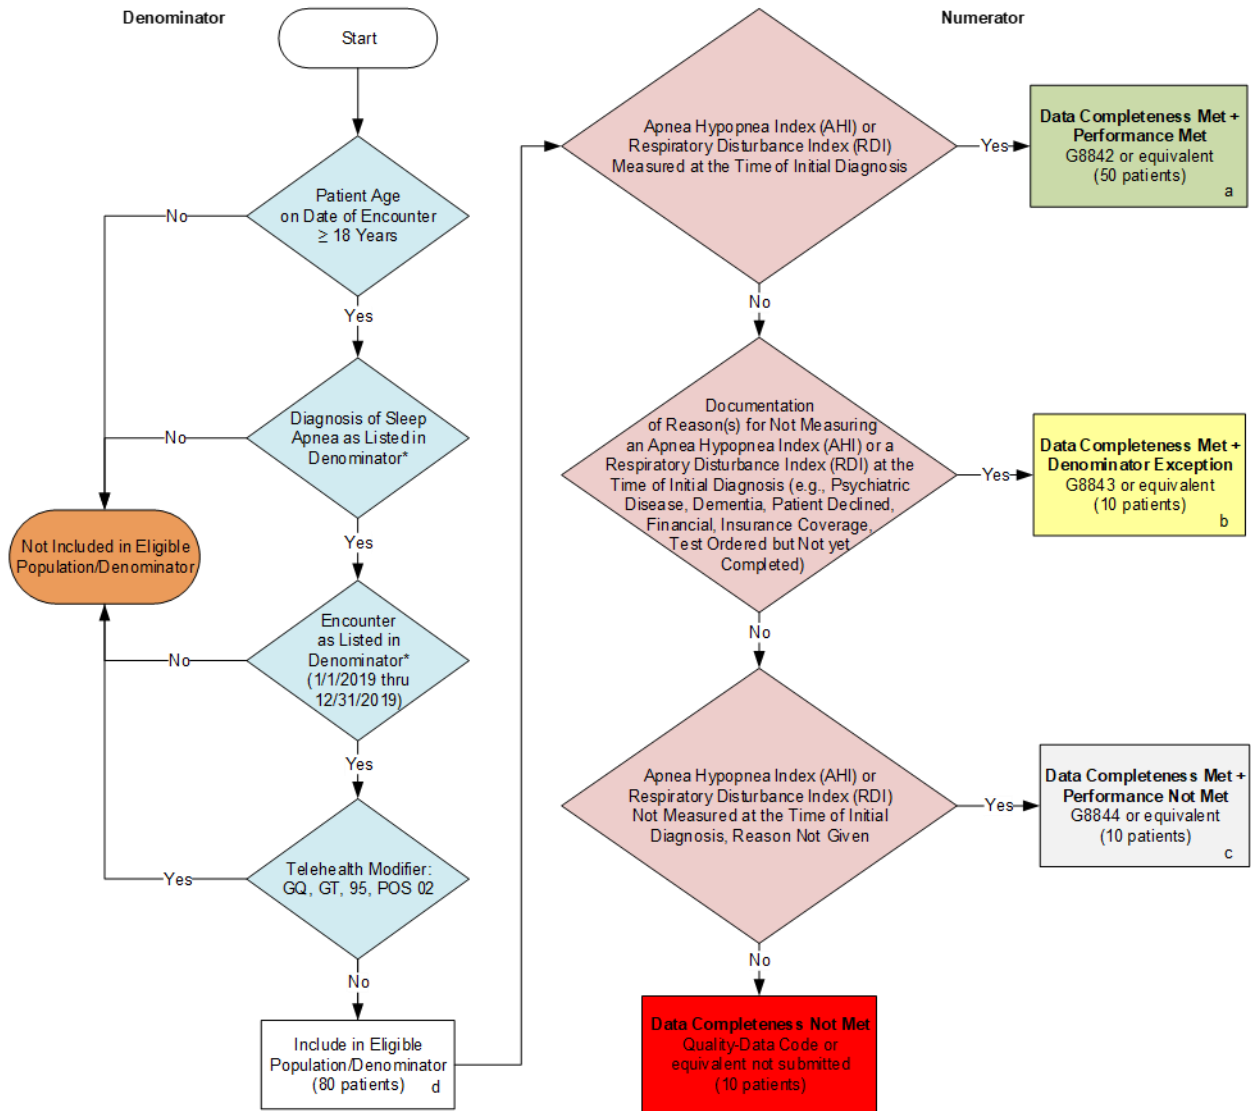 Denominator
Numerator
Start
Patient Age
on Date of Encounter
≥ 18 Years
No
Yes
Diagnosis of Sleep
Apnea as Listed in
Denominator*
No
Yes
Not Included in Eligible
Population/Denominator
Encounter
as Listed in
Denominator*
(1/1/2019 thru
12/31/2019)
No
Yes
Telehealth Modifier:
GQ, GT, 95, POS 02
Yes
No
Include in Eligible
Population/Denominator
(80 patients)
d
Apnea Hypopnea Index (AHI) or
Respiratory Disturbance Index (RDI)
Measured at the Time of Initial Diagnosis
Yes
Data Completeness Met +
Performance Met
G8842 or equivalent
(50 patients)
a
No
Documentation
of Reason(s) for Not Measuring
an Apnea Hypopnea Index (AHI) or a
Respiratory Disturbance Index (RDI) at the
Time of Initial Diagnosis (e.g., Psychiatric
Disease, Dementia, Patient Declined,
Financial, Insurance Coverage,
Test Ordered but Not yet
Completed)
Yes
Data Completeness Met +
Denominator Exception
G8843 or equivalent
(10 patients)
b
No
Apnea Hypopnea Index (AHI) or
Respiratory Disturbance Index (RDI)
Not Measured at the Time of Initial
Diagnosis, Reason Not Given
Yes
Data Completeness Met +
Performance Not Met
G8844 or equivalent
(10 patients)
c
No
Data Completeness Not Met
Quality-Data Code or
equivalent not submitted
(10 patients)